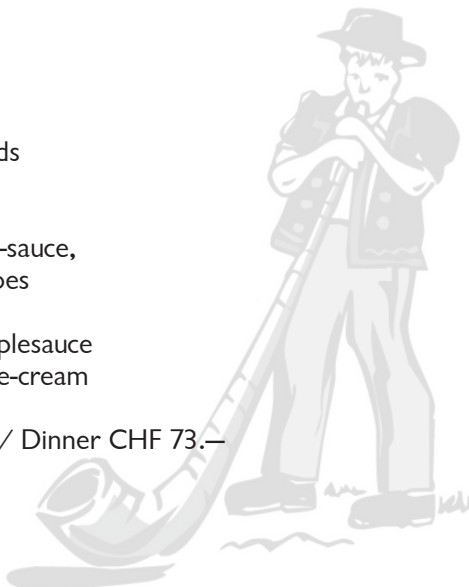 ds
-sauce,
oes
plesauce
e-cream
/ Dinner CHF 73.—